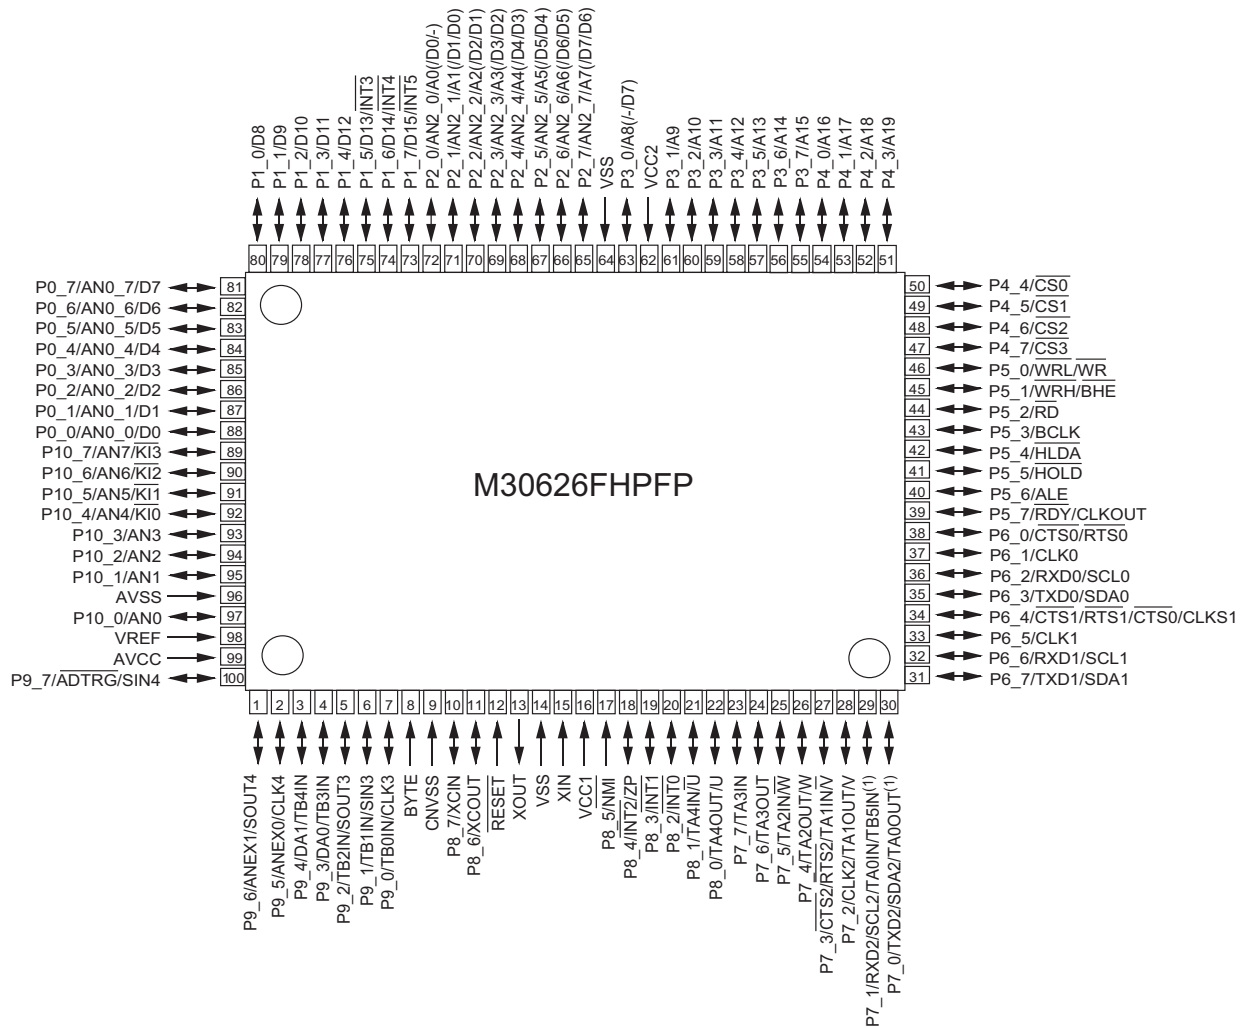 P1_0/D8
P1_1/D9
P1_2/D10
P1_3/D11
P1_4/D12
P1_5/D13/INT3
P1_6/D14/INT4
P1_7/D15/INT5
P2_0/AN2_0/A0(/D0/-)
P2_1/AN2_1/A1(/D1/D0)
P2_2/AN2_2/A2(/D2/D1)
P2_3/AN2_3/A3(/D3/D2)
P2_4/AN2_4/A4(/D4/D3)
P2_5/AN2_5/A5(/D5/D4)
P2_6/AN2_6/A6(/D6/D5)
P2_7/AN2_7/A7(/D7/D6)
VSS
P3_0/A8(/-/D7)
VCC2
P3_1/A9
P3_2/A10
P3_3/A11
P3_4/A12
P3_5/A13
P3_6/A14
P3_7/A15
P4_0/A16
P4_1/A17
P4_2/A18
P4_3/A19
80 79 78 77 76 75 74 73 72 71 70 69 68 67 66 65 64 63 62 61 60 59 58 57 56 55 54 53 52 51
P0_7/AN0_7/D7 81
P0_6/AN0_6/D6 82
P0_5/AN0_5/D5 83
P0_4/AN0_4/D4 84
P0_3/AN0_3/D3 85
P0_2/AN0_2/D2 86
P0_1/AN0_1/D1 87
P0_0/AN0_0/D0 88
P10_7/AN7/KI3 89
P10_6/AN6/KI2 90
P10_5/AN5/KI1 91
P10_4/AN4/KI0 92
P10_3/AN3 93
P10_2/AN2 94
P10_1/AN1 95
AVSS 96
P10_0/AN0 97
VREF 98
AVCC 99
P9_7/ADTRG/SIN4 100
M30626FHPFP
50 P4_4/CS0
49 P4_5/CS1
48 P4_6/CS2
47 P4_7/CS3
46 P5_0/WRL/WR
45 P5_1/WRH/BHE
44 P5_2/RD
43 P5_3/BCLK
42 P5_4/HLDA
41 P5_5/HOLD
40 P5_6/ALE
39 P5_7/RDY/CLKOUT
38 P6_0/CTS0/RTS0
37 P6_1/CLK0
36 P6_2/RXD0/SCL0
35 P6_3/TXD0/SDA0
34 P6_4/CTS1/RTS1/CTS0/CLKS1
33 P6_5/CLK1
32 P6_6/RXD1/SCL1
31 P6_7/TXD1/SDA1
1 2 3 4 5 6 7 8 9 10 11 12 13 14 15 16 17 18 19 20 21 22 23 24 25 26 27 28 29 30
P9_6/ANEX1/SOUT4
P9_5/ANEX0/CLK4
P9_4/DA1/TB4IN
P9_3/DA0/TB3IN
P9_2/TB2IN/SOUT3
P9_1/TB1IN/SIN3
P9_0/TB0IN/CLK3
BYTE
CNVSS
P8_7/XCIN
P8_6/XCOUT
RESET
XOUT
VSS
XIN
VCC1
P8_5/NMI
P8_4/INT2/ZP
P8_3/INT1
P8_2/INT0
P8_1/TA4IN/U
P8_0/TA4OUT/U
P7_7/TA3IN
P7_6/TA3OUT
P7_5/TA2IN/W
P7_4/TA2OUT/W
P7_3/CTS2/RTS2/TA1IN/V
P7_2/CLK2/TA1OUT/V
P7_1/RXD2/SCL2/TA0IN/TB5IN(1)
P7_0/TXD2/SDA2/TA0OUT(1)